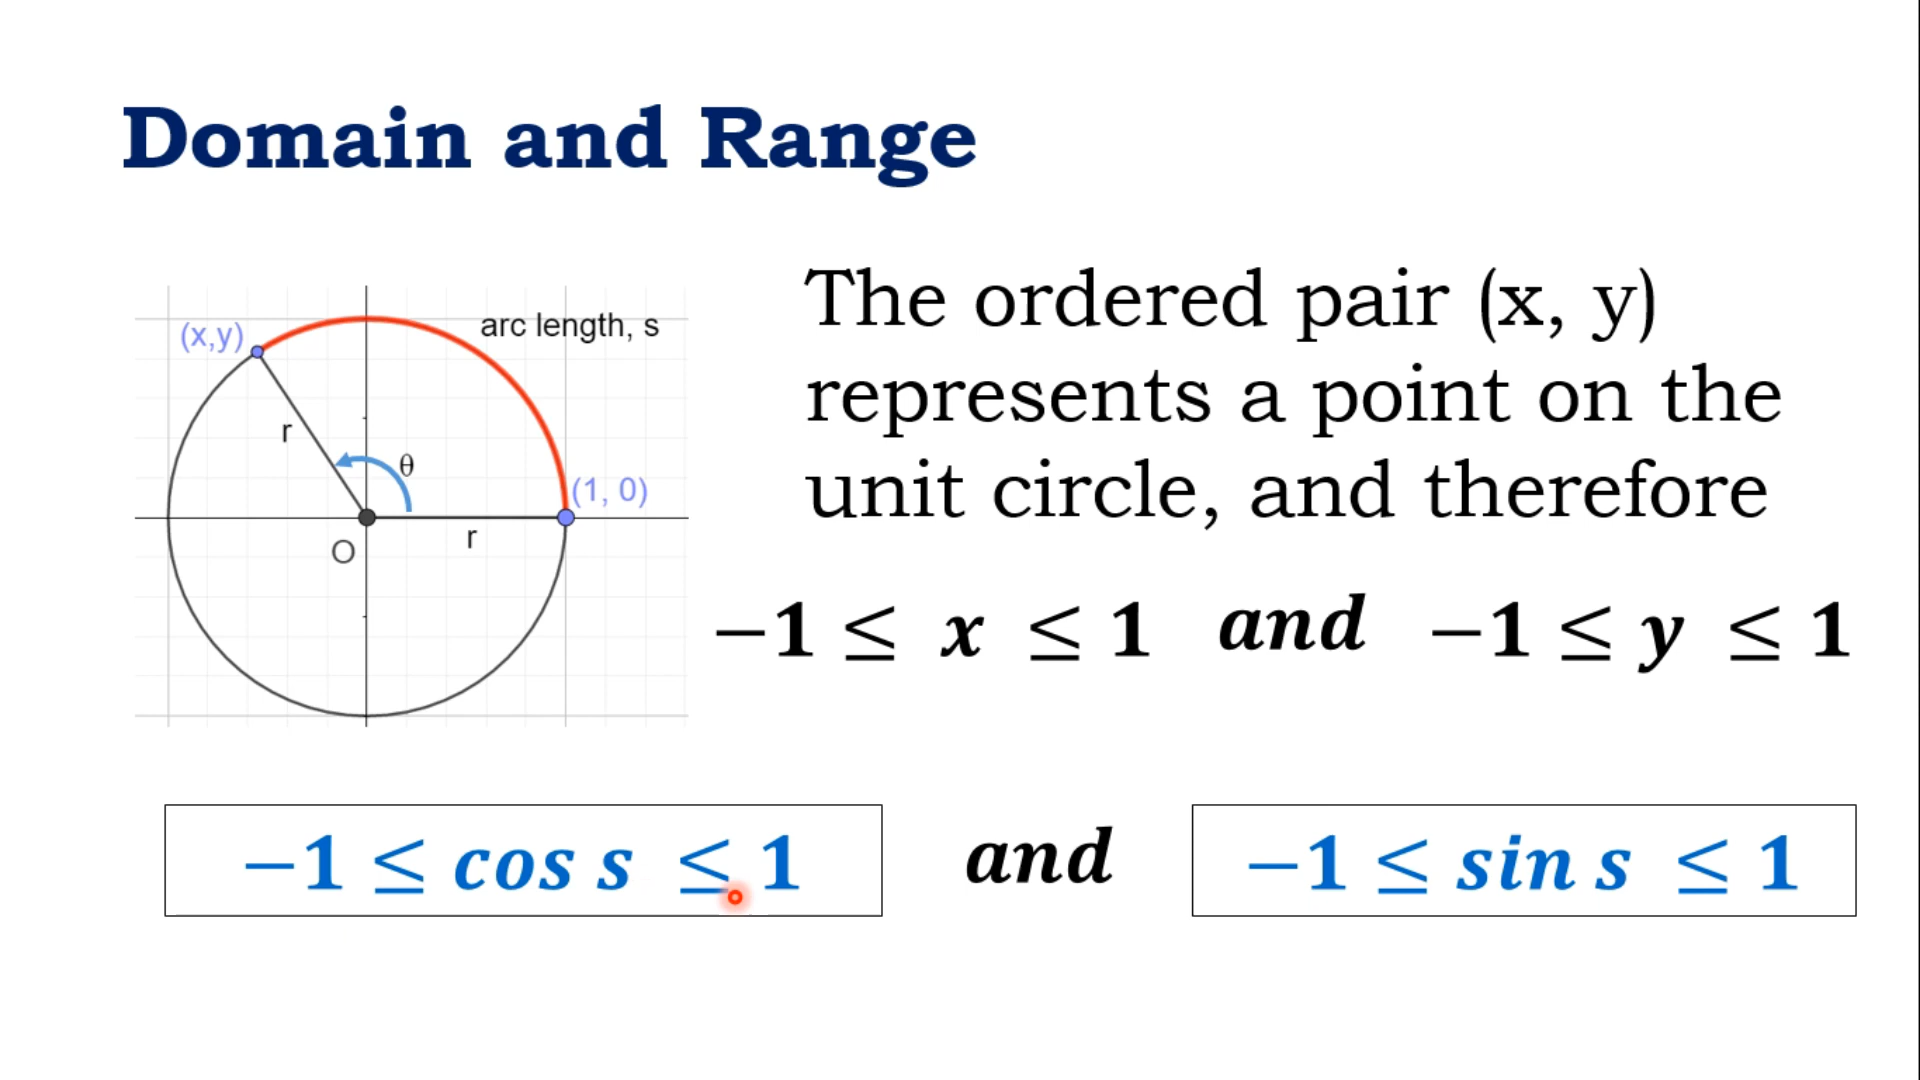 Domain and Range
The ordered pair (x, y)
represents a point on the
unit circle, and therefore
−1 ≤ x ≤ 1 and −1 ≤ y ≤ 1
(x,y)
arc length, s
r
θ
(1, 0)
r
O
−1 ≤ cos s ≤ 1 and −1 ≤ sin s ≤ 1